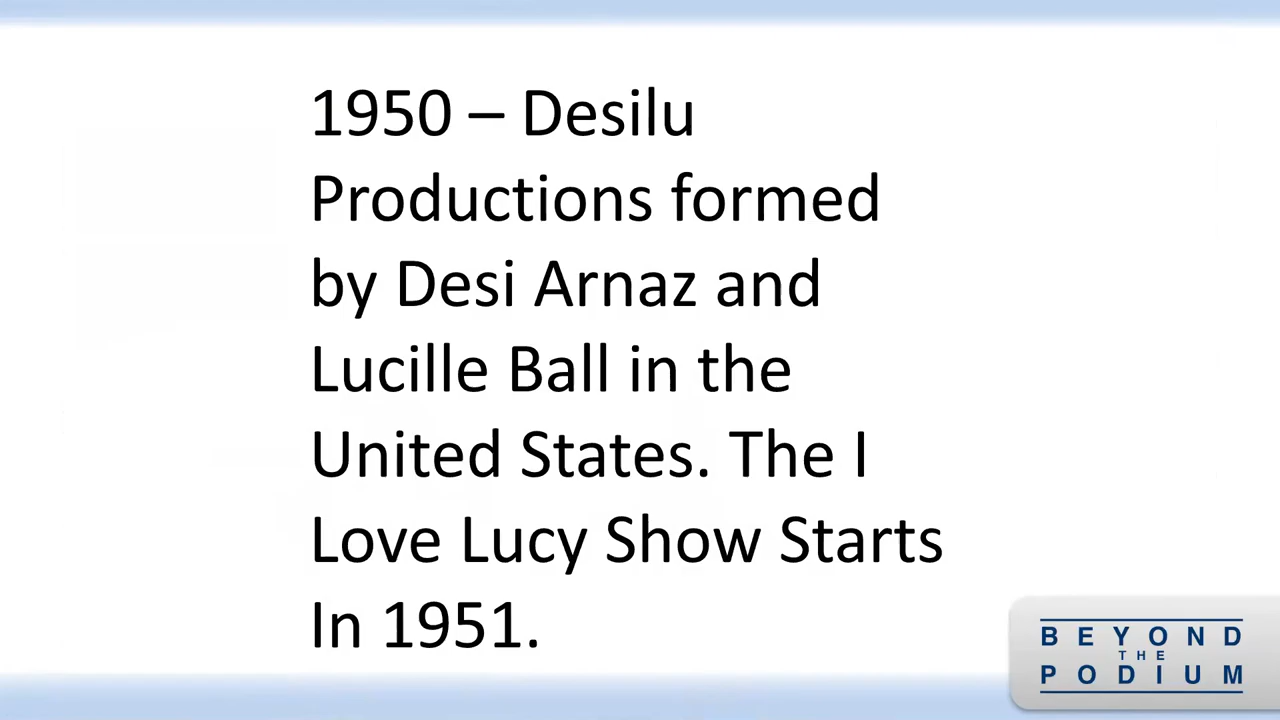 1950 – Desilu
Productions formed
by Desi Arnaz and
Lucille Ball in the
United States. The I
Love Lucy Show Starts
In 1951.
BEYOND
THE
PODIUM